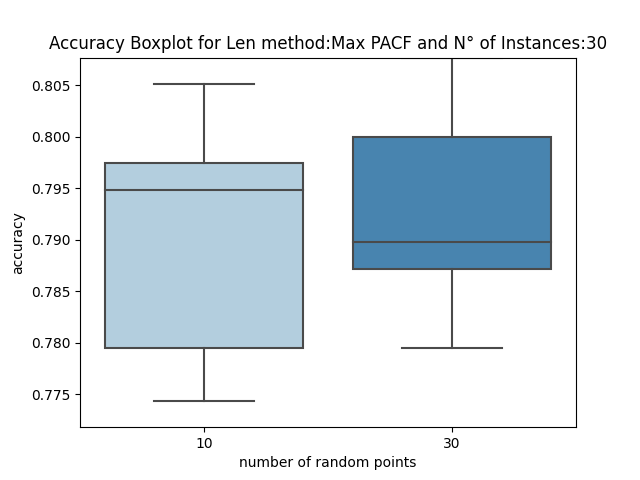 Accuracy Boxplot for Len method:Max PACF and N° of Instances:30
0.805
0.800
0.795
0.790
0.785
0.780
0.775
accuracy
10 30
number of random points